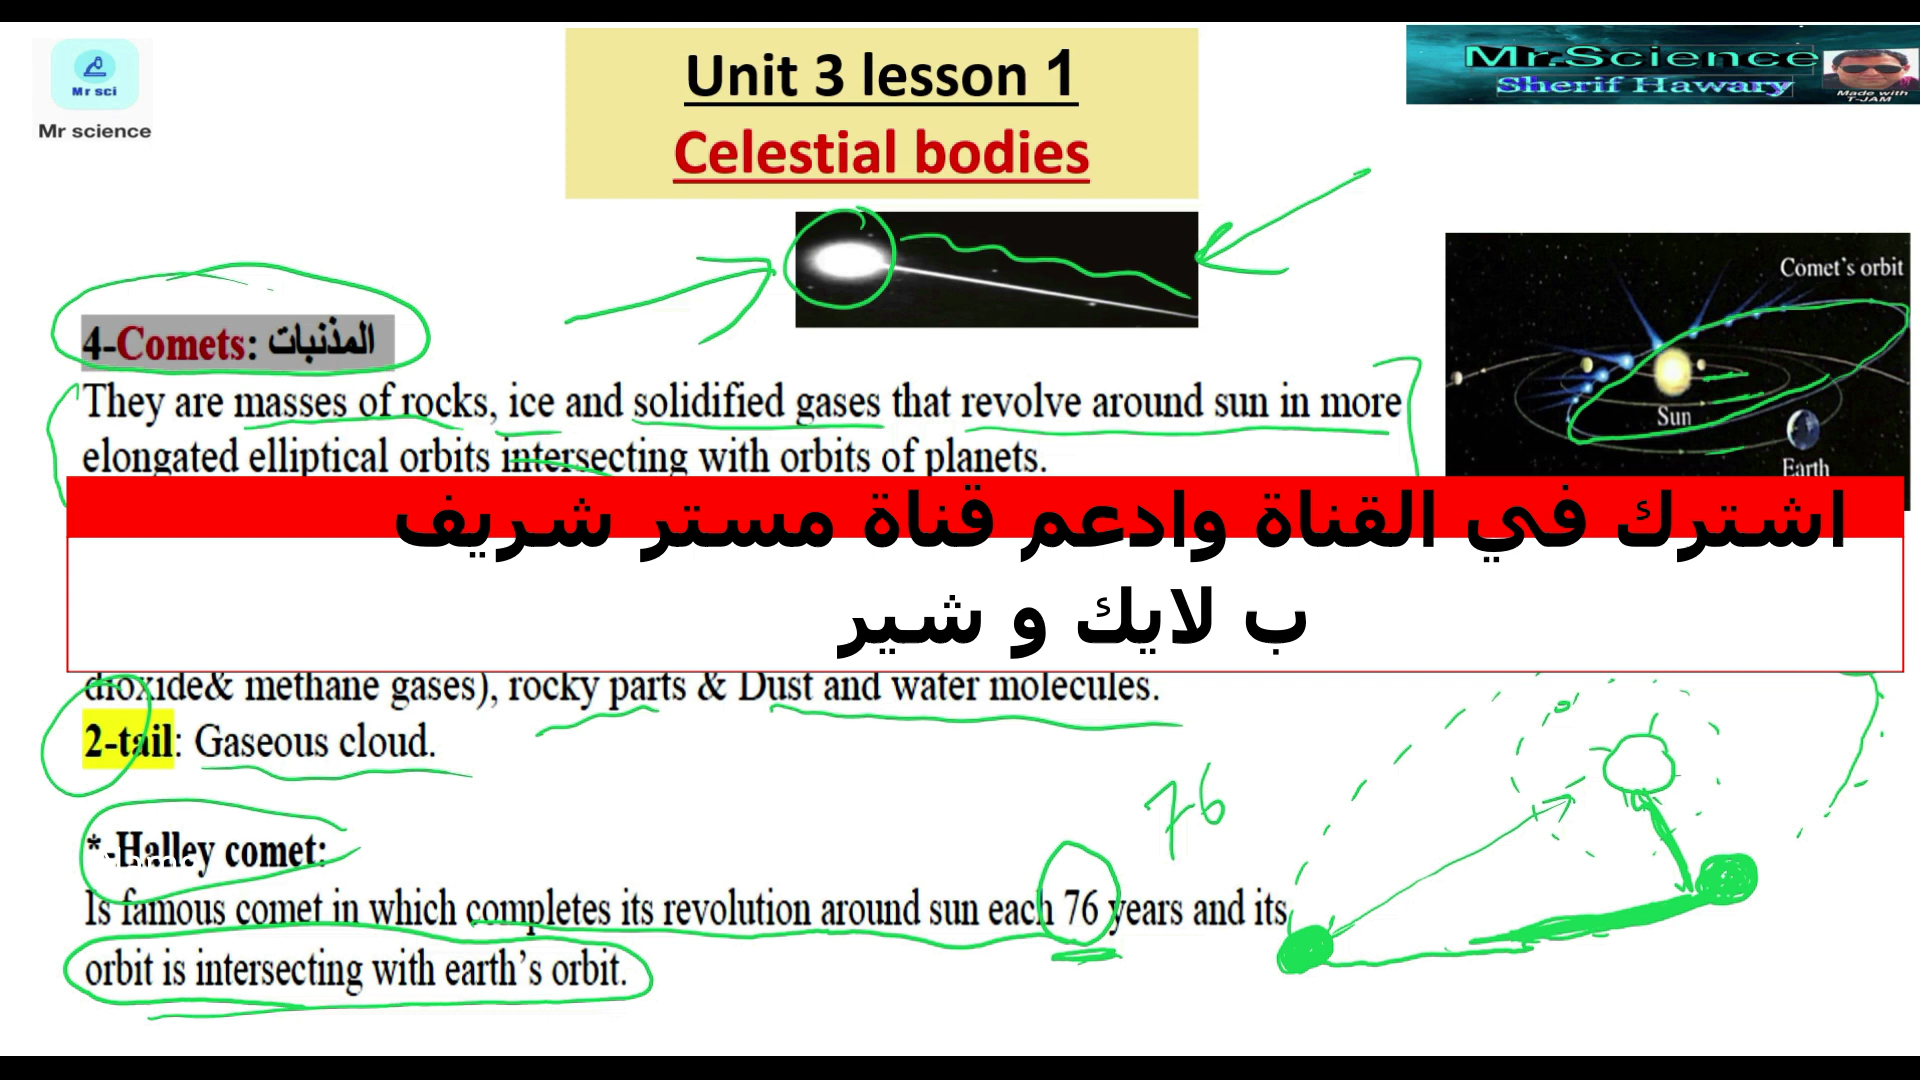 Mr sci
Mr science
Unit 3 lesson 1
Celestial bodies
Mr.Science
Sherif Hawary
Made with
T-JAM
Comet's orbit
Sun
Earth
4-Comets: المذنبات
They are masses of rocks, ice and solidified gases that revolve around sun in more
elongated elliptical orbits intersecting with orbits of planets.
اشترك في القناة وادعم قناة مستر شريف
ب لايك و شير
dioxide& methane gases), rocky parts & Dust and water molecules.
2-tail: Gaseous cloud.
76
*-Halley comet:
Is famous comet in which completes its revolution around sun each 76 years and its
orbit is intersecting with earth's orbit.